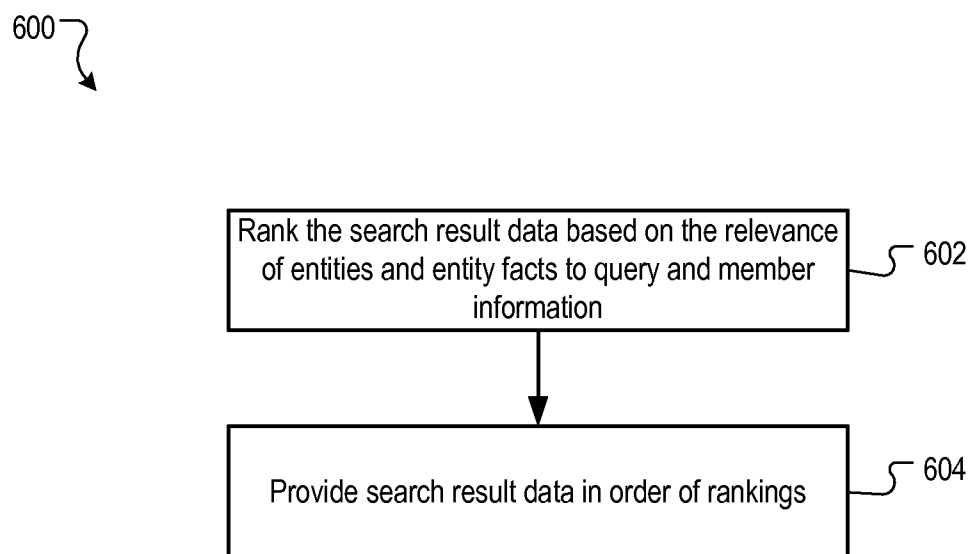 600
Rank the search result data based on the relevance
of entities and entity facts to query and member
information
602
Provide search result data in order of rankings
604